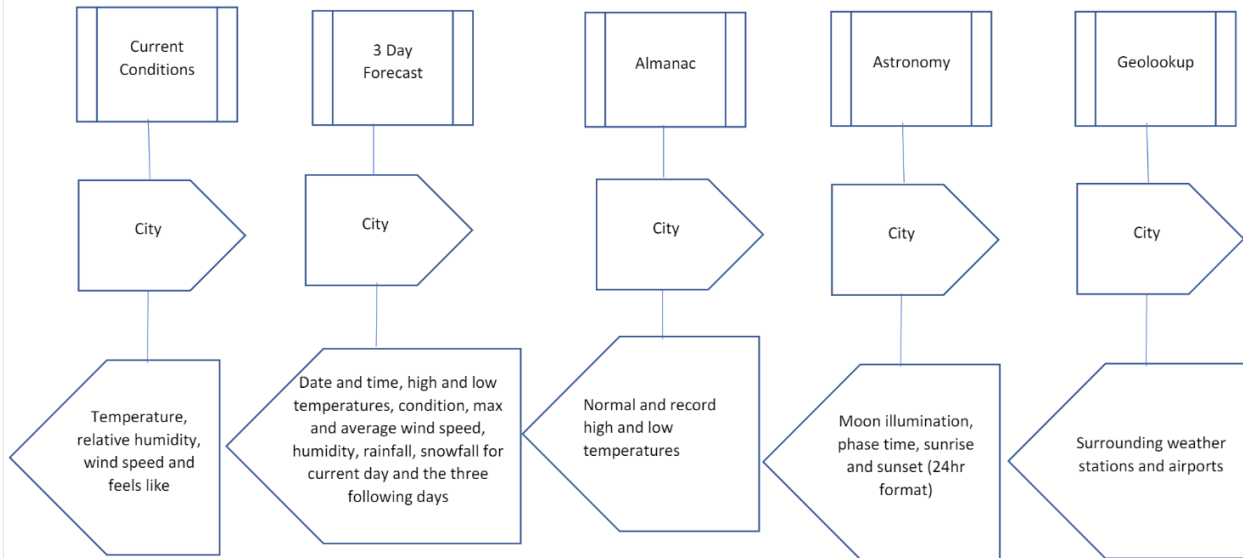 Current
Conditions
3 Day
Forecast
Almanac
Astronomy
Geolookup
City
City
City
City
City
Temperature,
relative humidity,
wind speed and
feels like
Date and time, high and low
temperatures, condition, max
and average wind speed,
humidity, rainfall, snowfall for
current day and the three
following days
Normal and record
high and low
temperatures
Moon illumination,
phase time, sunrise
and sunset (24hr
format)
Surrounding weather
stations and airports